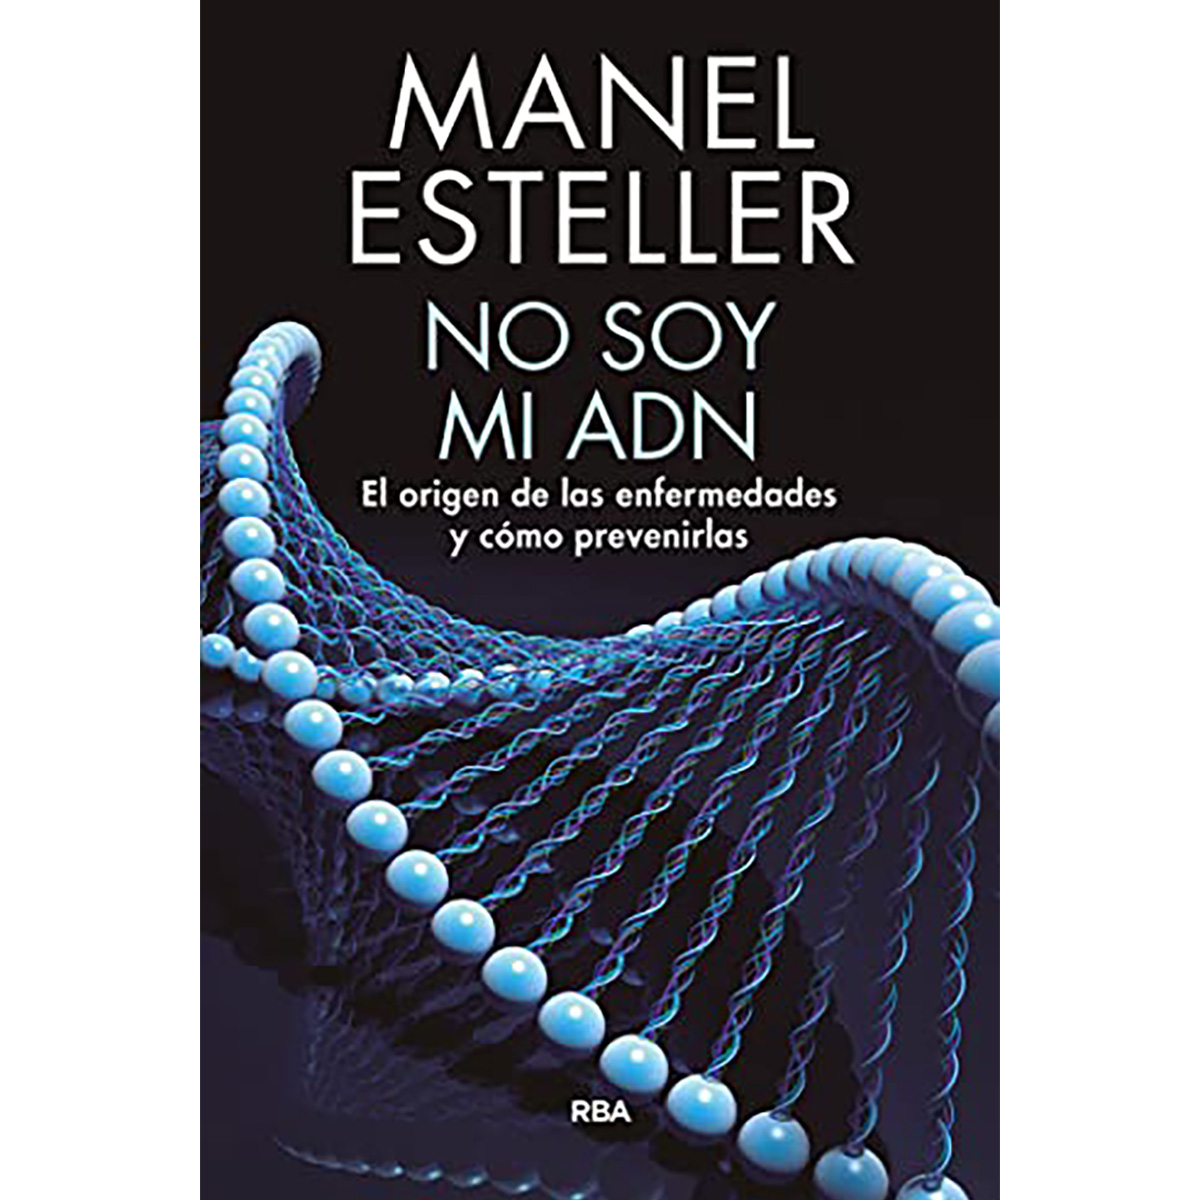 MANEL
ESTELLER
NO SOY
MI ADN
El origen de las enfermedades
y cómo prevenirlas
RBA